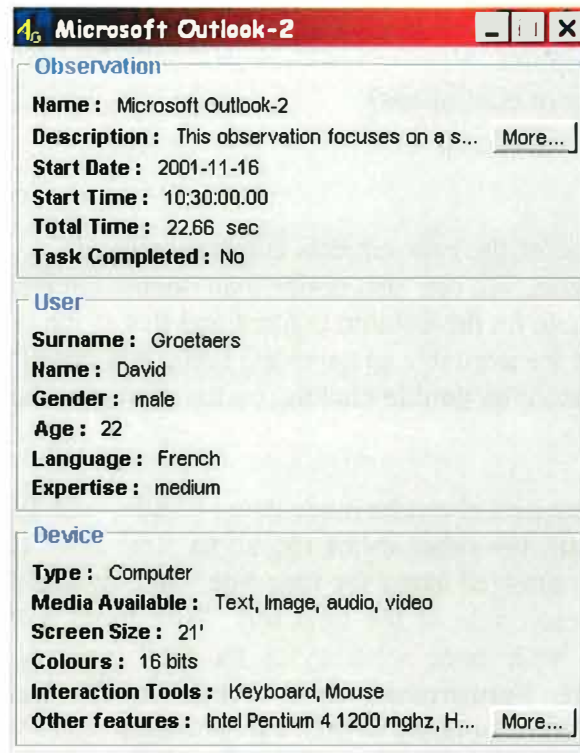 AG Microsoft Outlook-2
Observation
Name : Microsoft Outlook-2
Description : This observation focuses on a s... More...
Start Date : 2001-11-16
Start Time : 10:30:00.00
Total Time : 22.66 sec
Task Completed : No
User
Surname : Groetaers
Name : David
Gender : male
Age : 22
Language : French
Expertise : medium
Device
Type : Computer
Media Available : Text, Image, audio, video
Screen Size : 21'
Colours : 16 bits
Interaction Tools : Keyboard, Mouse
Other features : Intel Pentium 4 1200 mghz, H... More...